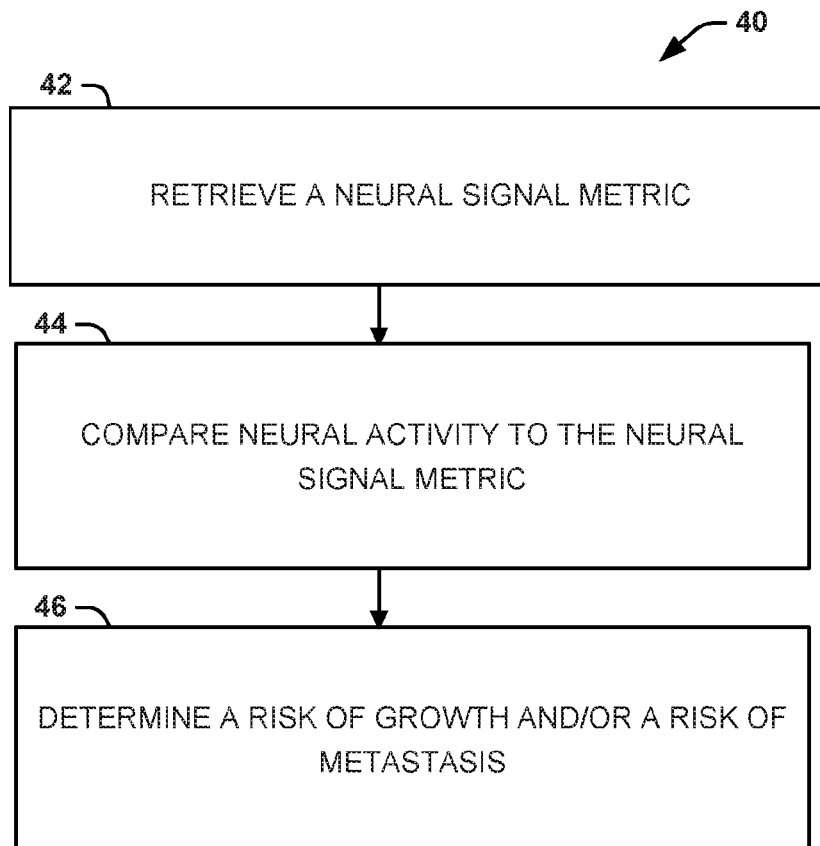 40
42
RETRIEVE A NEURAL SIGNAL METRIC
44
COMPARE NEURAL ACTIVITY TO THE NEURAL
SIGNAL METRIC
46
DETERMINE A RISK OF GROWTH AND/OR A RISK OF
METASTASIS